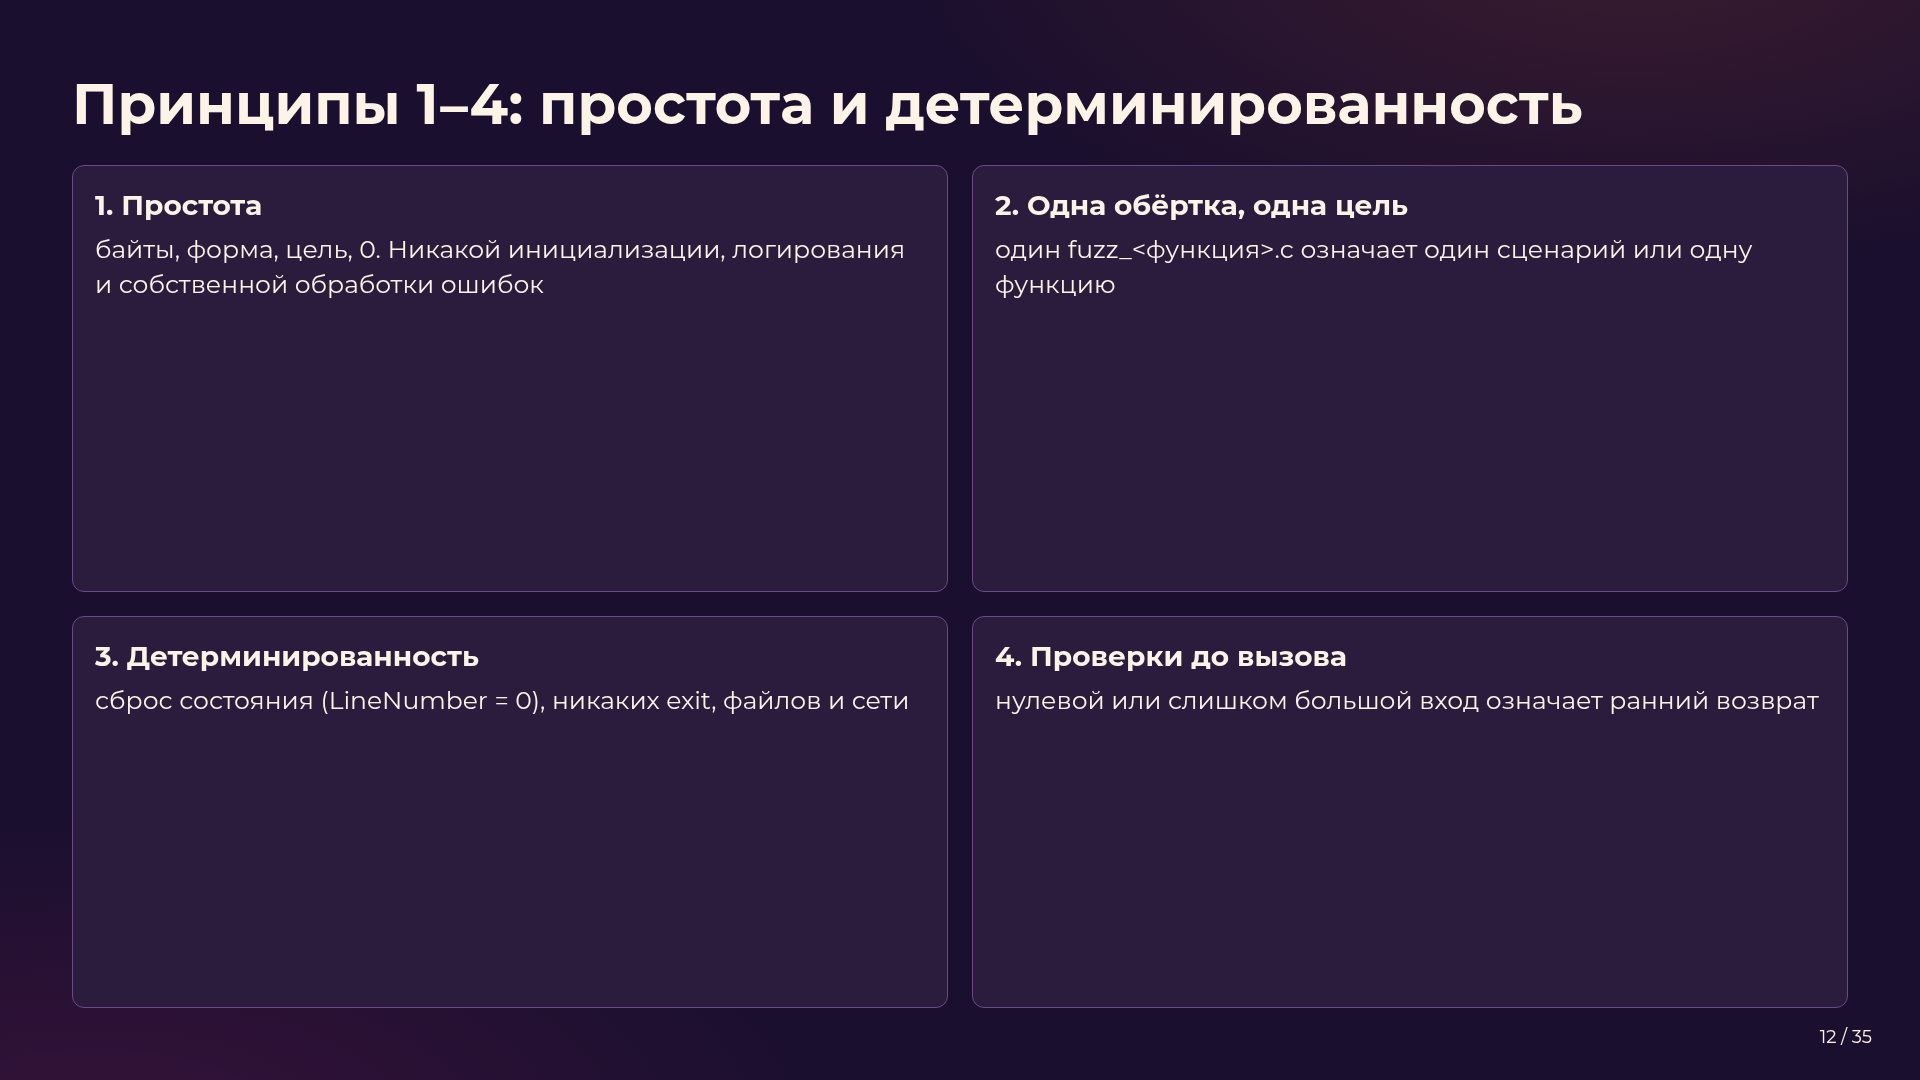 Принципы 1–4: простота и детерминированность
1. Простота
байты, форма, цель, 0. Никакой инициализации, логирования
и собственной обработки ошибок
2. Одна обёртка, одна цель
один fuzz_<функция>.c означает один сценарий или одну
функцию
3. Детерминированность
сброс состояния (LineNumber = 0), никаких exit, файлов и сети
4. Проверки до вызова
нулевой или слишком большой вход означает ранний возврат
12 / 35